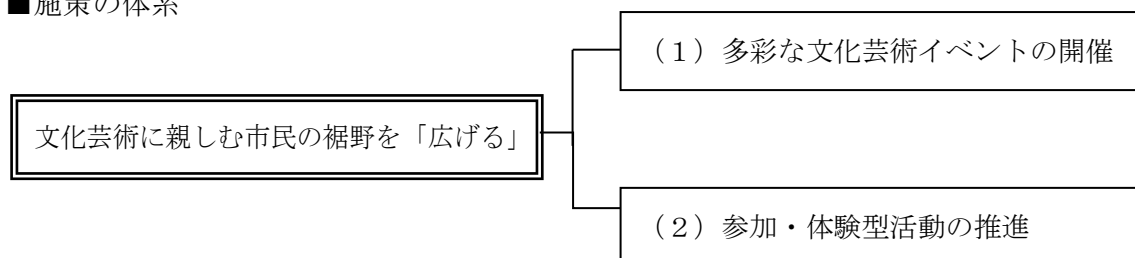 ■施策の体系
（１）多彩な文化芸術イベントの開催
文化芸術に親しむ市民の裾野を「広げる」
（２）参加・体験型活動の推進